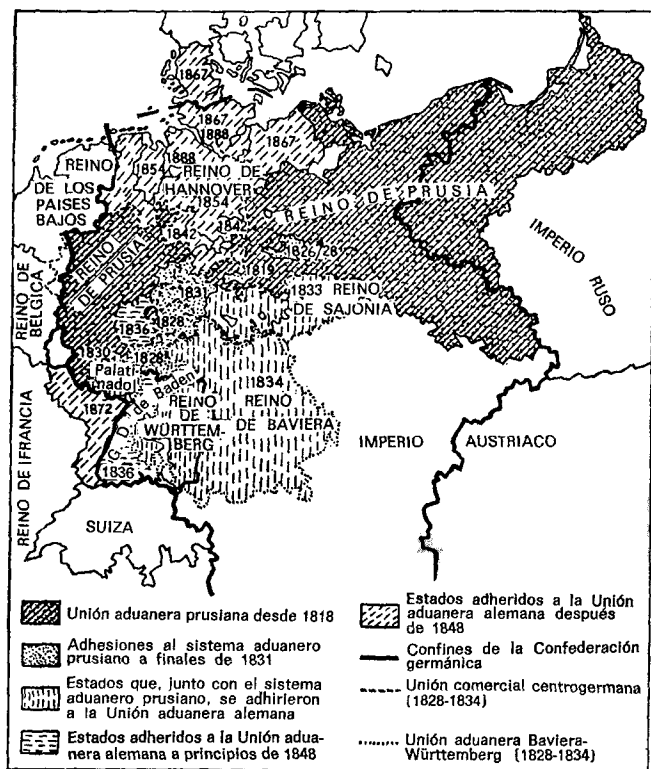 1867
1867
1888
1867
1888
1854
REINO DE
HANNOVER
1854
REINO
DE LOS
PAISES
BAJOS
REINO DE PRUSIA
1842
1842
REINO
DE PRUSIA
1826/28
1819
IMPERIO
RUSO
REINO DE
BELGICA
1831
1833 REINO
DE SAJONIA
1836
1828
1830
1828
Palati
nadol
1834
G. D. de Baden
REINO
DE LI
WÜRTTEM-
BERG
REINO
DE BAVIERA
1872
IMPERIO
AUSTRIACO
1836
REINO DE IFRANCIA
SUIZA
Unión aduanera prusiana desde 1818
Adhesiones al sistema aduanero
prusiano a finales de 1831
Estados que, junto con el sistema
aduanero prusiano, se adhirieron
a la Unión aduanera alemana
Estados adheridos a la Unión adua-
nera alemana a principios de 1848
Estados adheridos a la Unión
aduanera alemana después
de 1848
Confines de la Confederación
germánica
Unión comercial centrogermana
(1828-1834)
Unión aduanera Baviera-
Württemberg (1828-1834)